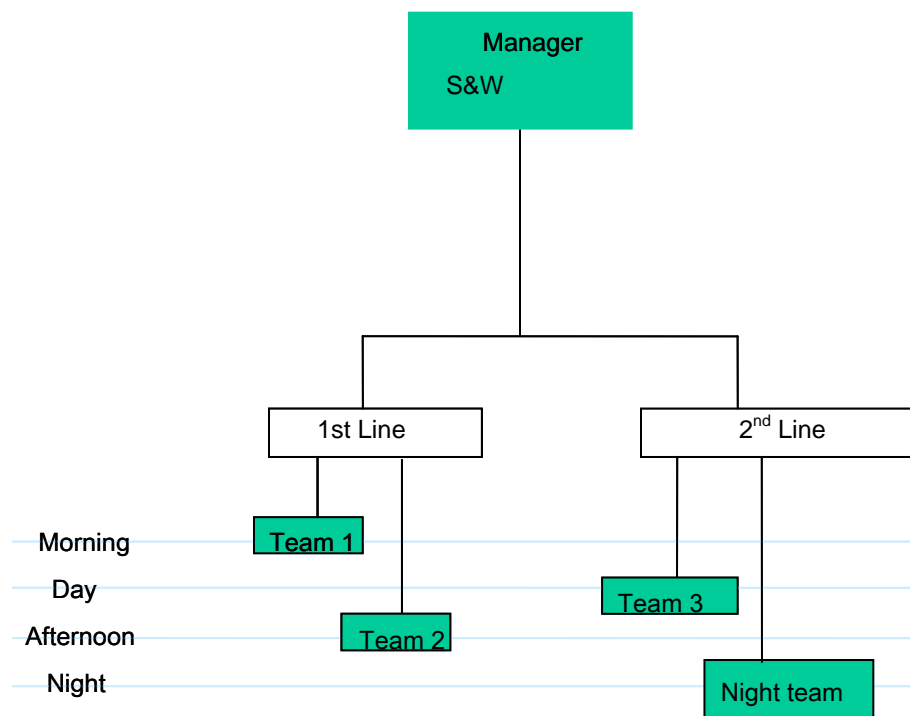 Manager
S&W
1st Line
2nd Line
Morning
Team 1
Day
Team 3
Afternoon
Team 2
Night
Night team